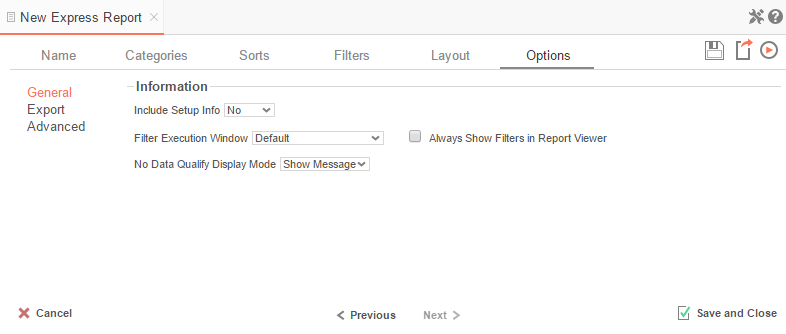 New Express Report
Name Categories Sorts Filters Layout Options
General
Export
Advanced
Information
Include Setup Info No
Filter Execution Window Default Always Show Filters in Report Viewer
No Data Qualify Display Mode Show Message
Cancel Previous Next Save and Close